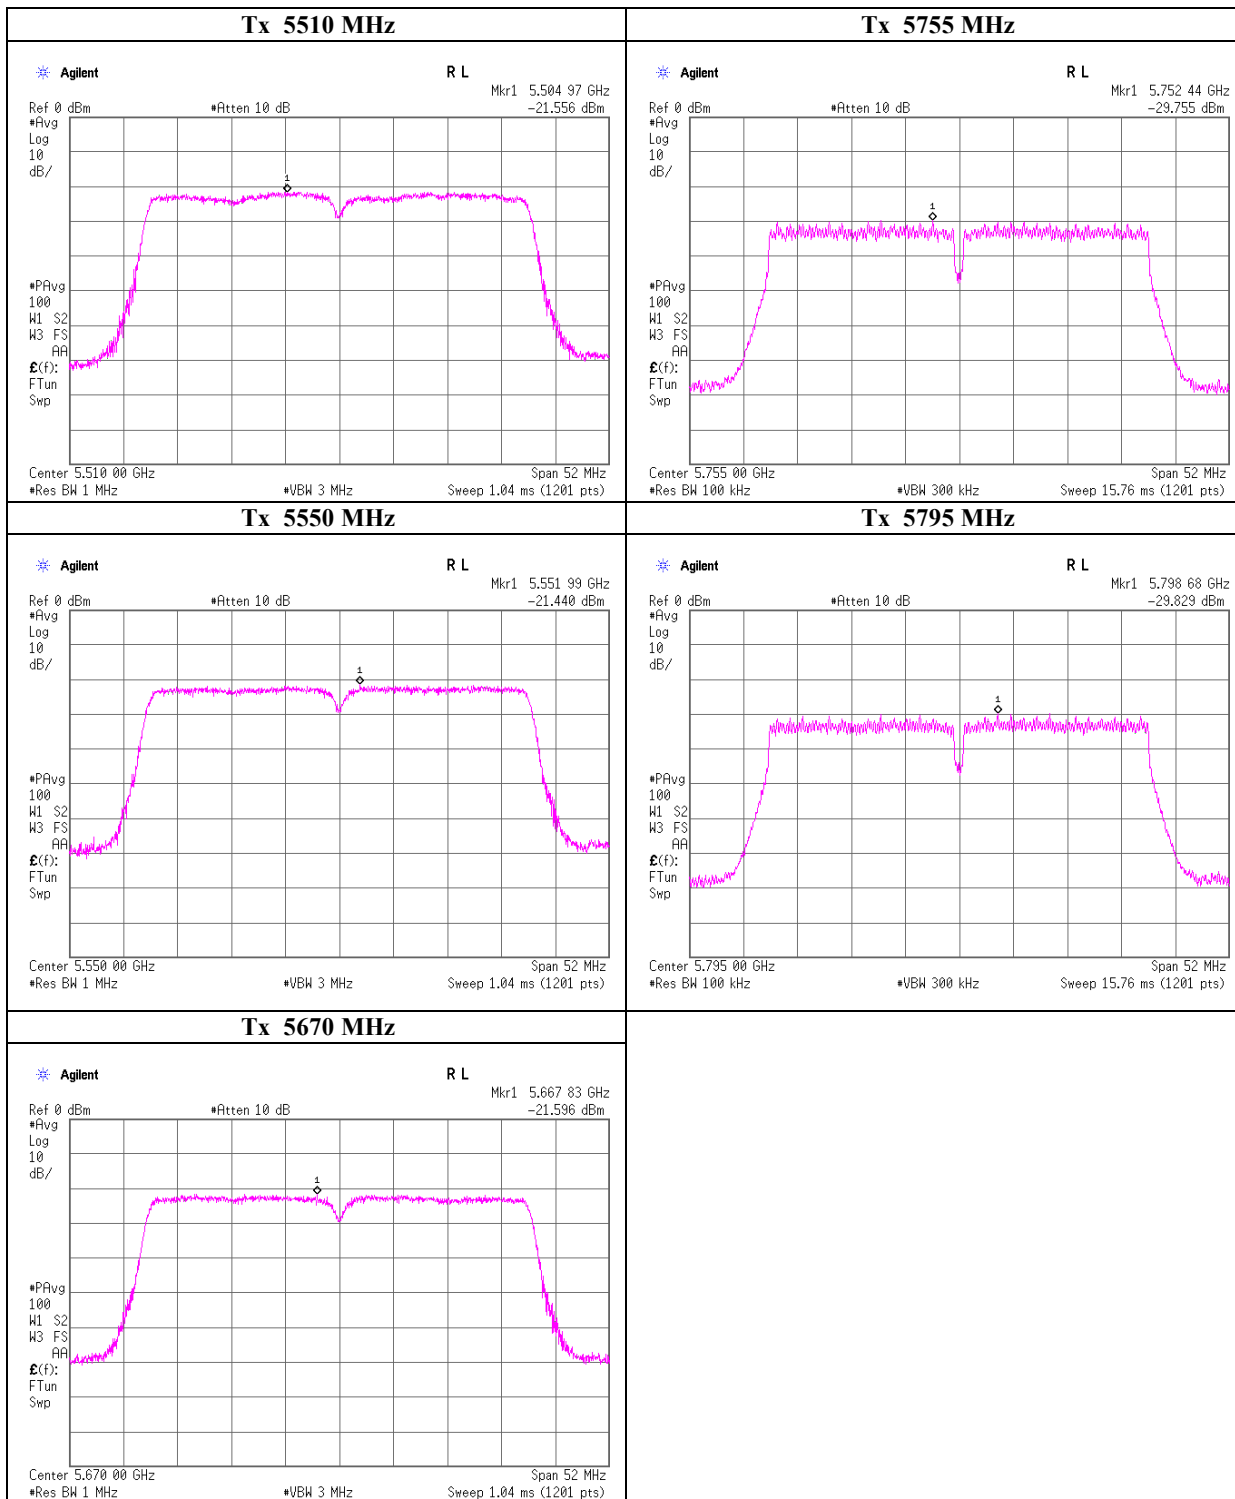 Tx 5510 MHz
Agilent
R L
Mkr1 5.504 97 GHz
Ref 0 dBm
#Atten 10 dB
-21.556 dBm
#Avg
Log
10
dB/
1
#PAvg
100
W1 S2
W3 FS
AA
£(f):
FTun
Swp
Center 5.510 00 GHz
Span 52 MHz
#Res BW 1 MHz
#VBW 3 MHz
Sweep 1.04 ms (1201 pts)
Tx 5755 MHz
Agilent
R L
Mkr1 5.752 44 GHz
Ref 0 dBm
#Atten 10 dB
-29.755 dBm
#Avg
Log
10
dB/
1
#PAvg
100
W1 S2
W3 FS
AA
£(f):
FTun
Swp
Center 5.755 00 GHz
Span 52 MHz
#Res BW 100 kHz
#VBW 300 kHz
Sweep 15.76 ms (1201 pts)
Tx 5550 MHz
Agilent
R L
Mkr1 5.551 99 GHz
Ref 0 dBm
#Atten 10 dB
-21.440 dBm
#Avg
Log
10
dB/
1
#PAvg
100
W1 S2
W3 FS
AA
£(f):
FTun
Swp
Center 5.550 00 GHz
Span 52 MHz
#Res BW 1 MHz
#VBW 3 MHz
Sweep 1.04 ms (1201 pts)
Tx 5795 MHz
Agilent
R L
Mkr1 5.798 68 GHz
Ref 0 dBm
#Atten 10 dB
-29.829 dBm
#Avg
Log
10
dB/
1
#PAvg
100
W1 S2
W3 FS
AA
£(f):
FTun
Swp
Center 5.795 00 GHz
Span 52 MHz
#Res BW 100 kHz
#VBW 300 kHz
Sweep 15.76 ms (1201 pts)
Tx 5670 MHz
Agilent
R L
Mkr1 5.667 83 GHz
Ref 0 dBm
#Atten 10 dB
-21.596 dBm
#Avg
Log
10
dB/
1
#PAvg
100
W1 S2
W3 FS
AA
£(f):
FTun
Swp
Center 5.670 00 GHz
Span 52 MHz
#Res BW 1 MHz
#VBW 3 MHz
Sweep 1.04 ms (1201 pts)